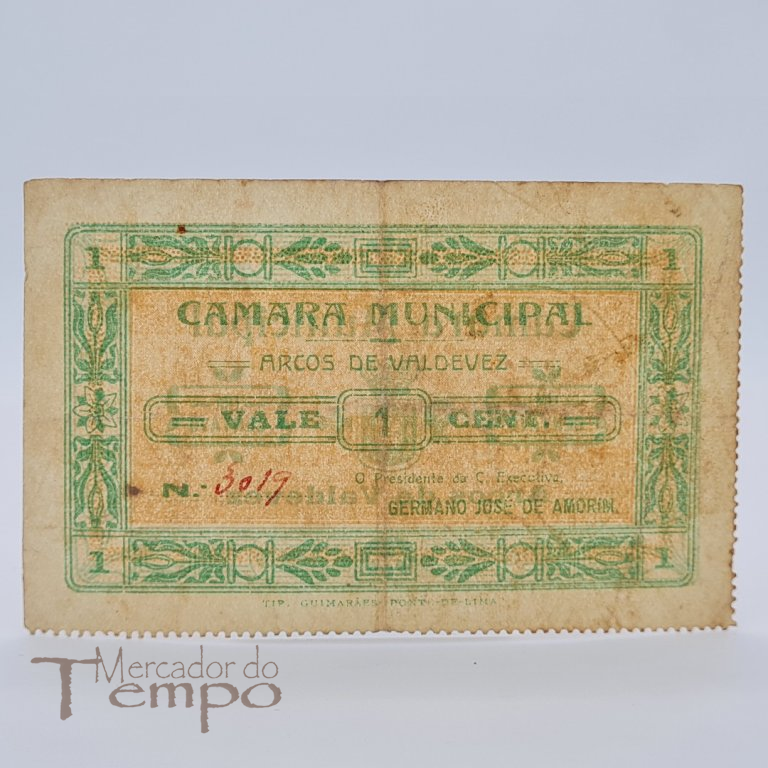 1 1
CAMARA MUNICIPAL
ARCOS DE VALDEVEZ
VALE 1 CENT.
O Presidente da C. Executiva,
N.º 3019
GERMANO JOSÉ DE AMORIM.
1 1
TIP. GUIMARÃES-PONTE-DE-LIMA
Mercador do
Tempo